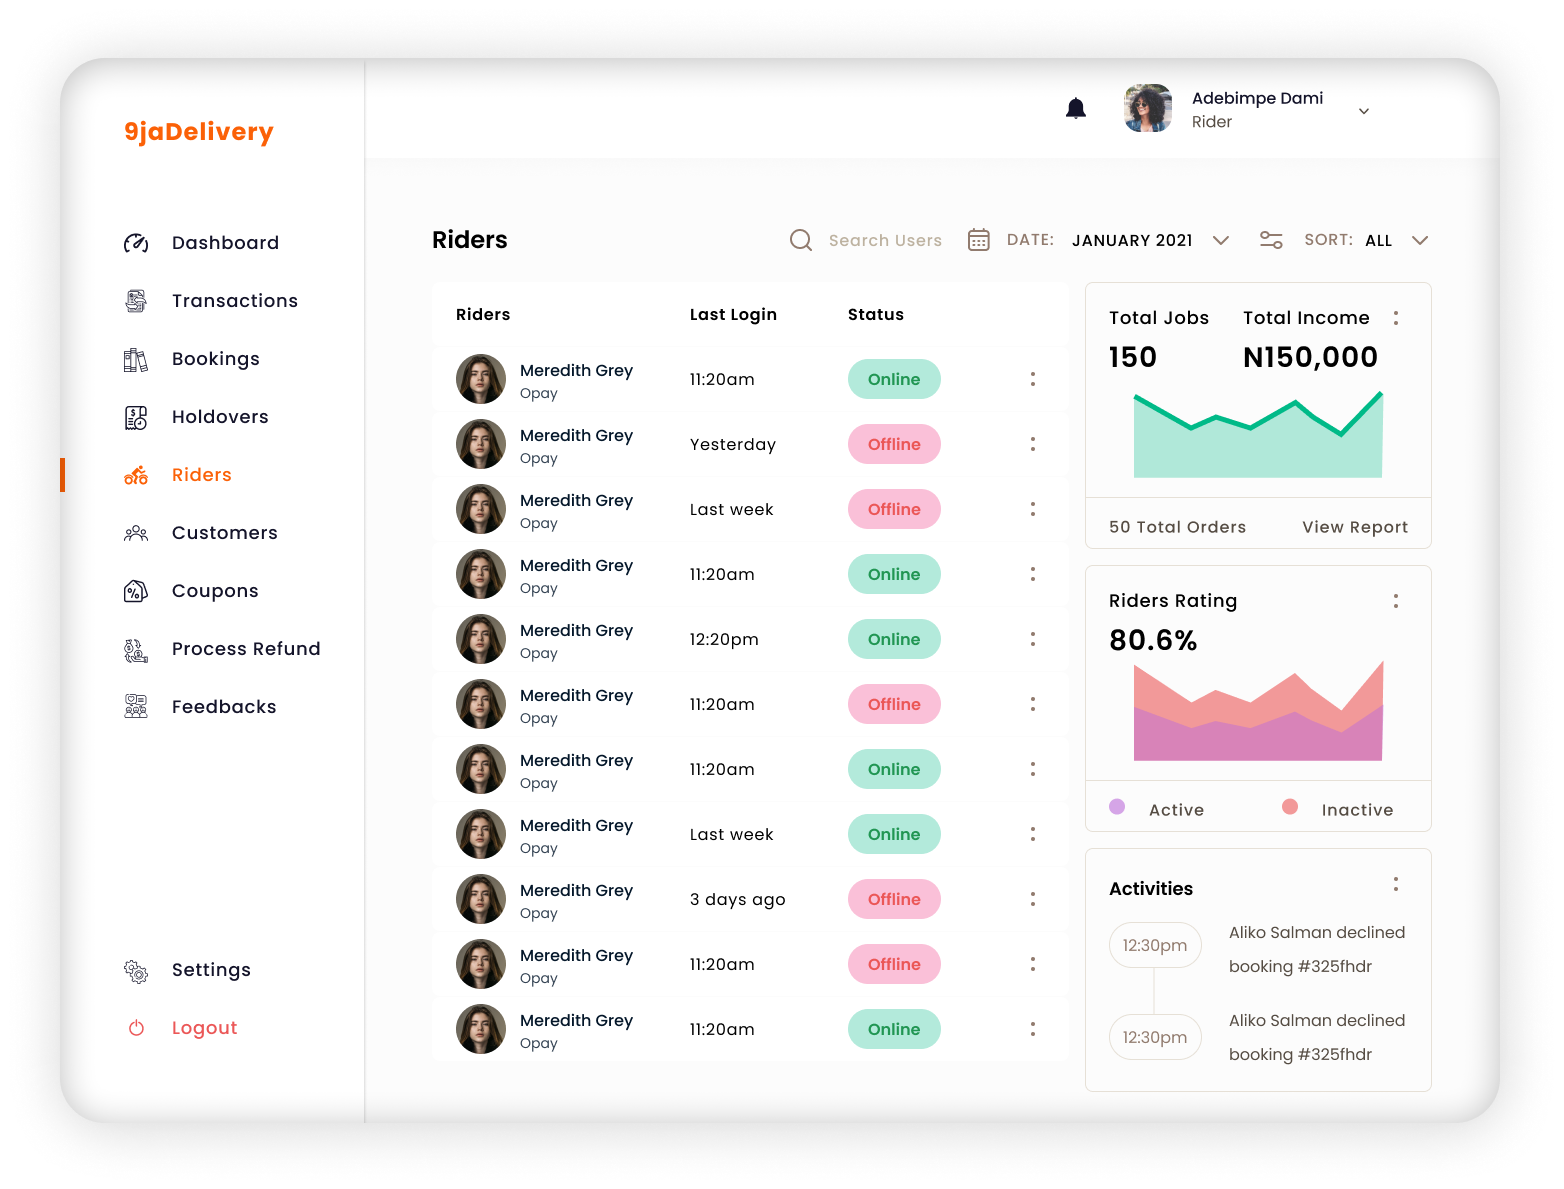 9jaDelivery
Adebimpe Dami
Rider
Dashboard
Transactions
Bookings
Holdovers
Riders
Customers
Coupons
Process Refund
Feedbacks
Settings
Logout
Riders
Search Users
DATE: JANUARY 2021
SORT: ALL
Riders Last Login Status
Meredith Grey
Opay
11:20am
Online
Meredith Grey
Opay
Yesterday
Offline
Meredith Grey
Opay
Last week
Offline
Meredith Grey
Opay
11:20am
Online
Meredith Grey
Opay
12:20pm
Online
Meredith Grey
Opay
11:20am
Offline
Meredith Grey
Opay
11:20am
Online
Meredith Grey
Opay
Last week
Online
Meredith Grey
Opay
3 days ago
Offline
Meredith Grey
Opay
11:20am
Offline
Meredith Grey
Opay
11:20am
Online
Total Jobs Total Income
150 N150,000
50 Total Orders View Report
Riders Rating
80.6%
Active Inactive
Activities
12:30pm
Aliko Salman declined
booking #325fhdr
12:30pm
Aliko Salman declined
booking #325fhdr